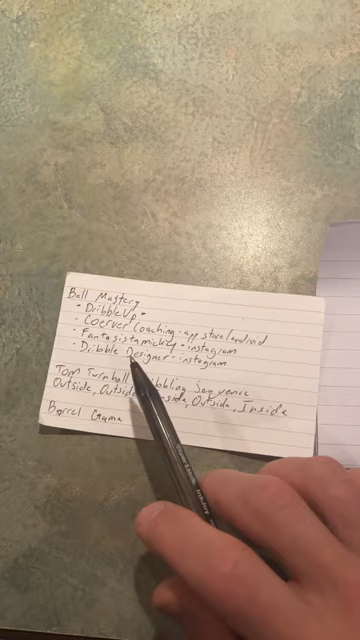 Ball Mastery
- DribbleUp -
- Coerver Coaching - app store/android
- Fantasistamicky - instagram
- Dribble Designer - instagram
Tom Turnball Dribbling Sequence
Outside, Outside, Inside, Outside, Inside
Barrel Game